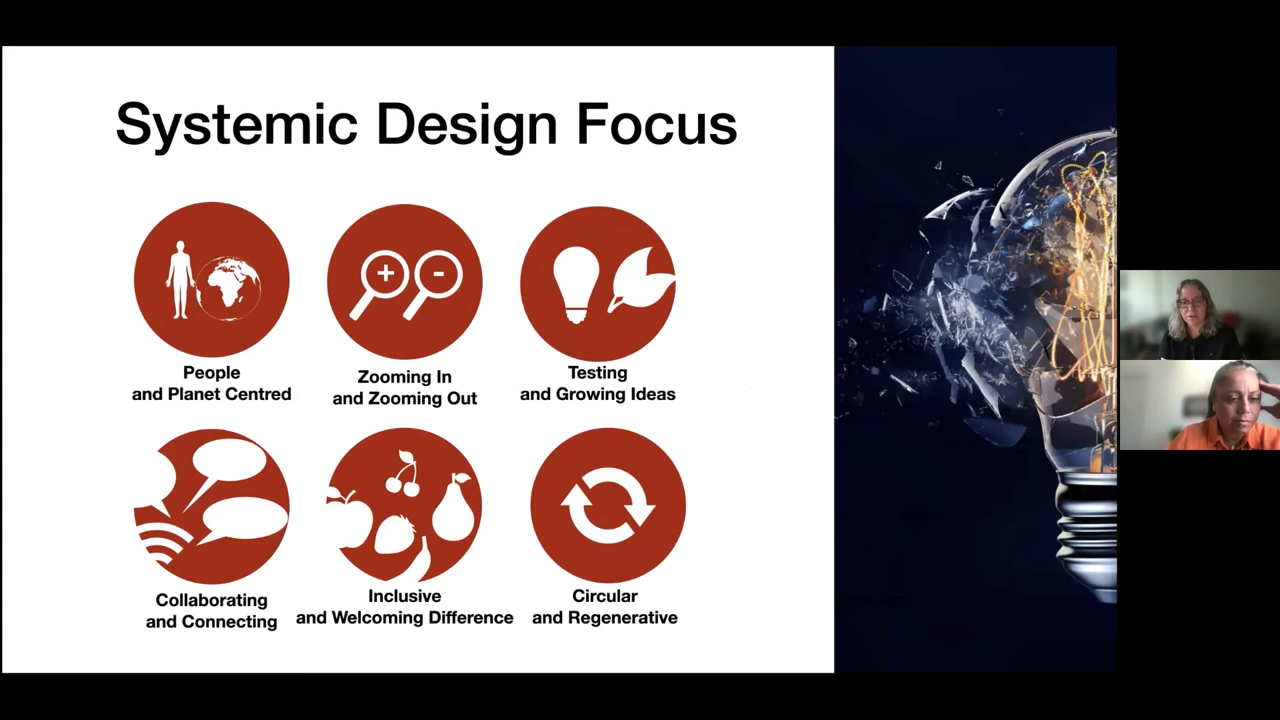 Systemic Design Focus
People
and Planet Centred
Zooming In
and Zooming Out
Testing
and Growing Ideas
Collaborating
and Connecting
Inclusive
and Welcoming Difference
Circular
and Regenerative